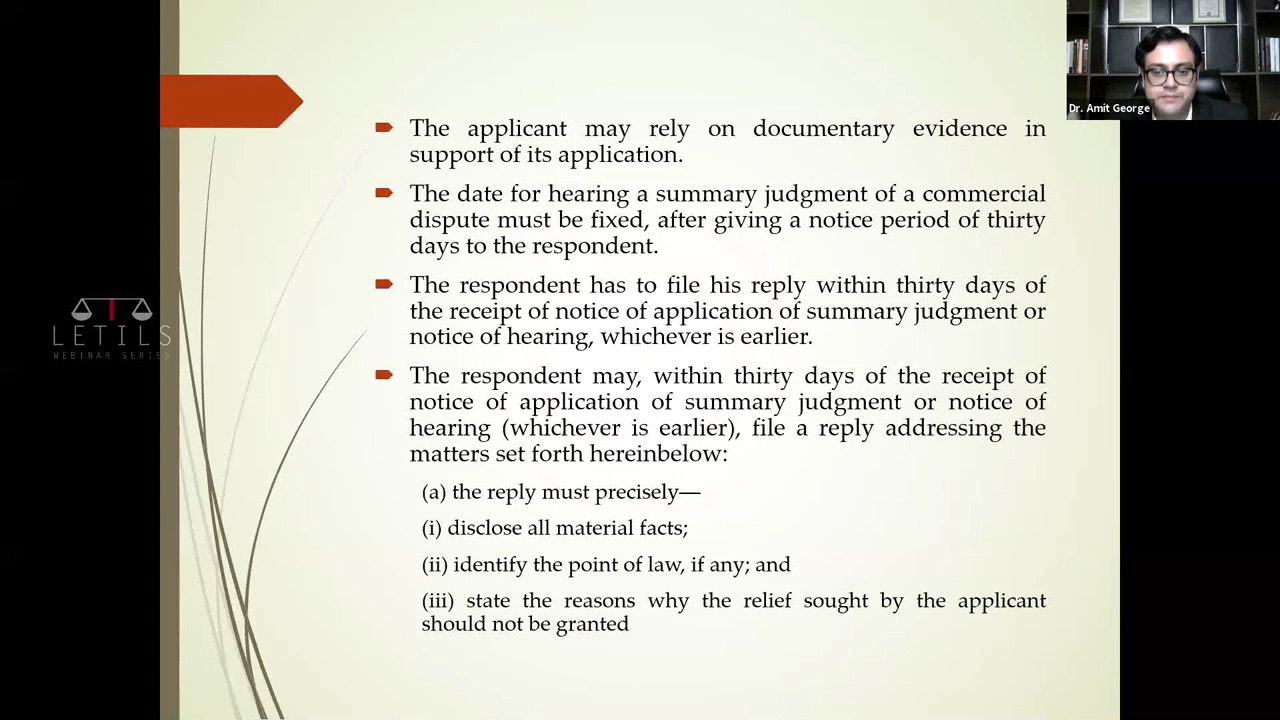 The applicant may rely on documentary evidence in
support of its application.
The date for hearing a summary judgment of a commercial
dispute must be fixed, after giving a notice period of thirty
days to the respondent.
The respondent has to file his reply within thirty days of
the receipt of notice of application of summary judgment or
notice of hearing, whichever is earlier.
The respondent may, within thirty days of the receipt of
notice of application of summary judgment or notice of
hearing (whichever is earlier), file a reply addressing the
matters set forth hereinbelow:
(a) the reply must precisely—
(i) disclose all material facts;
(ii) identify the point of law, if any; and
(iii) state the reasons why the relief sought by the applicant
should not be granted
LETILS
WEBINAR SERIES
Dr. Amit George